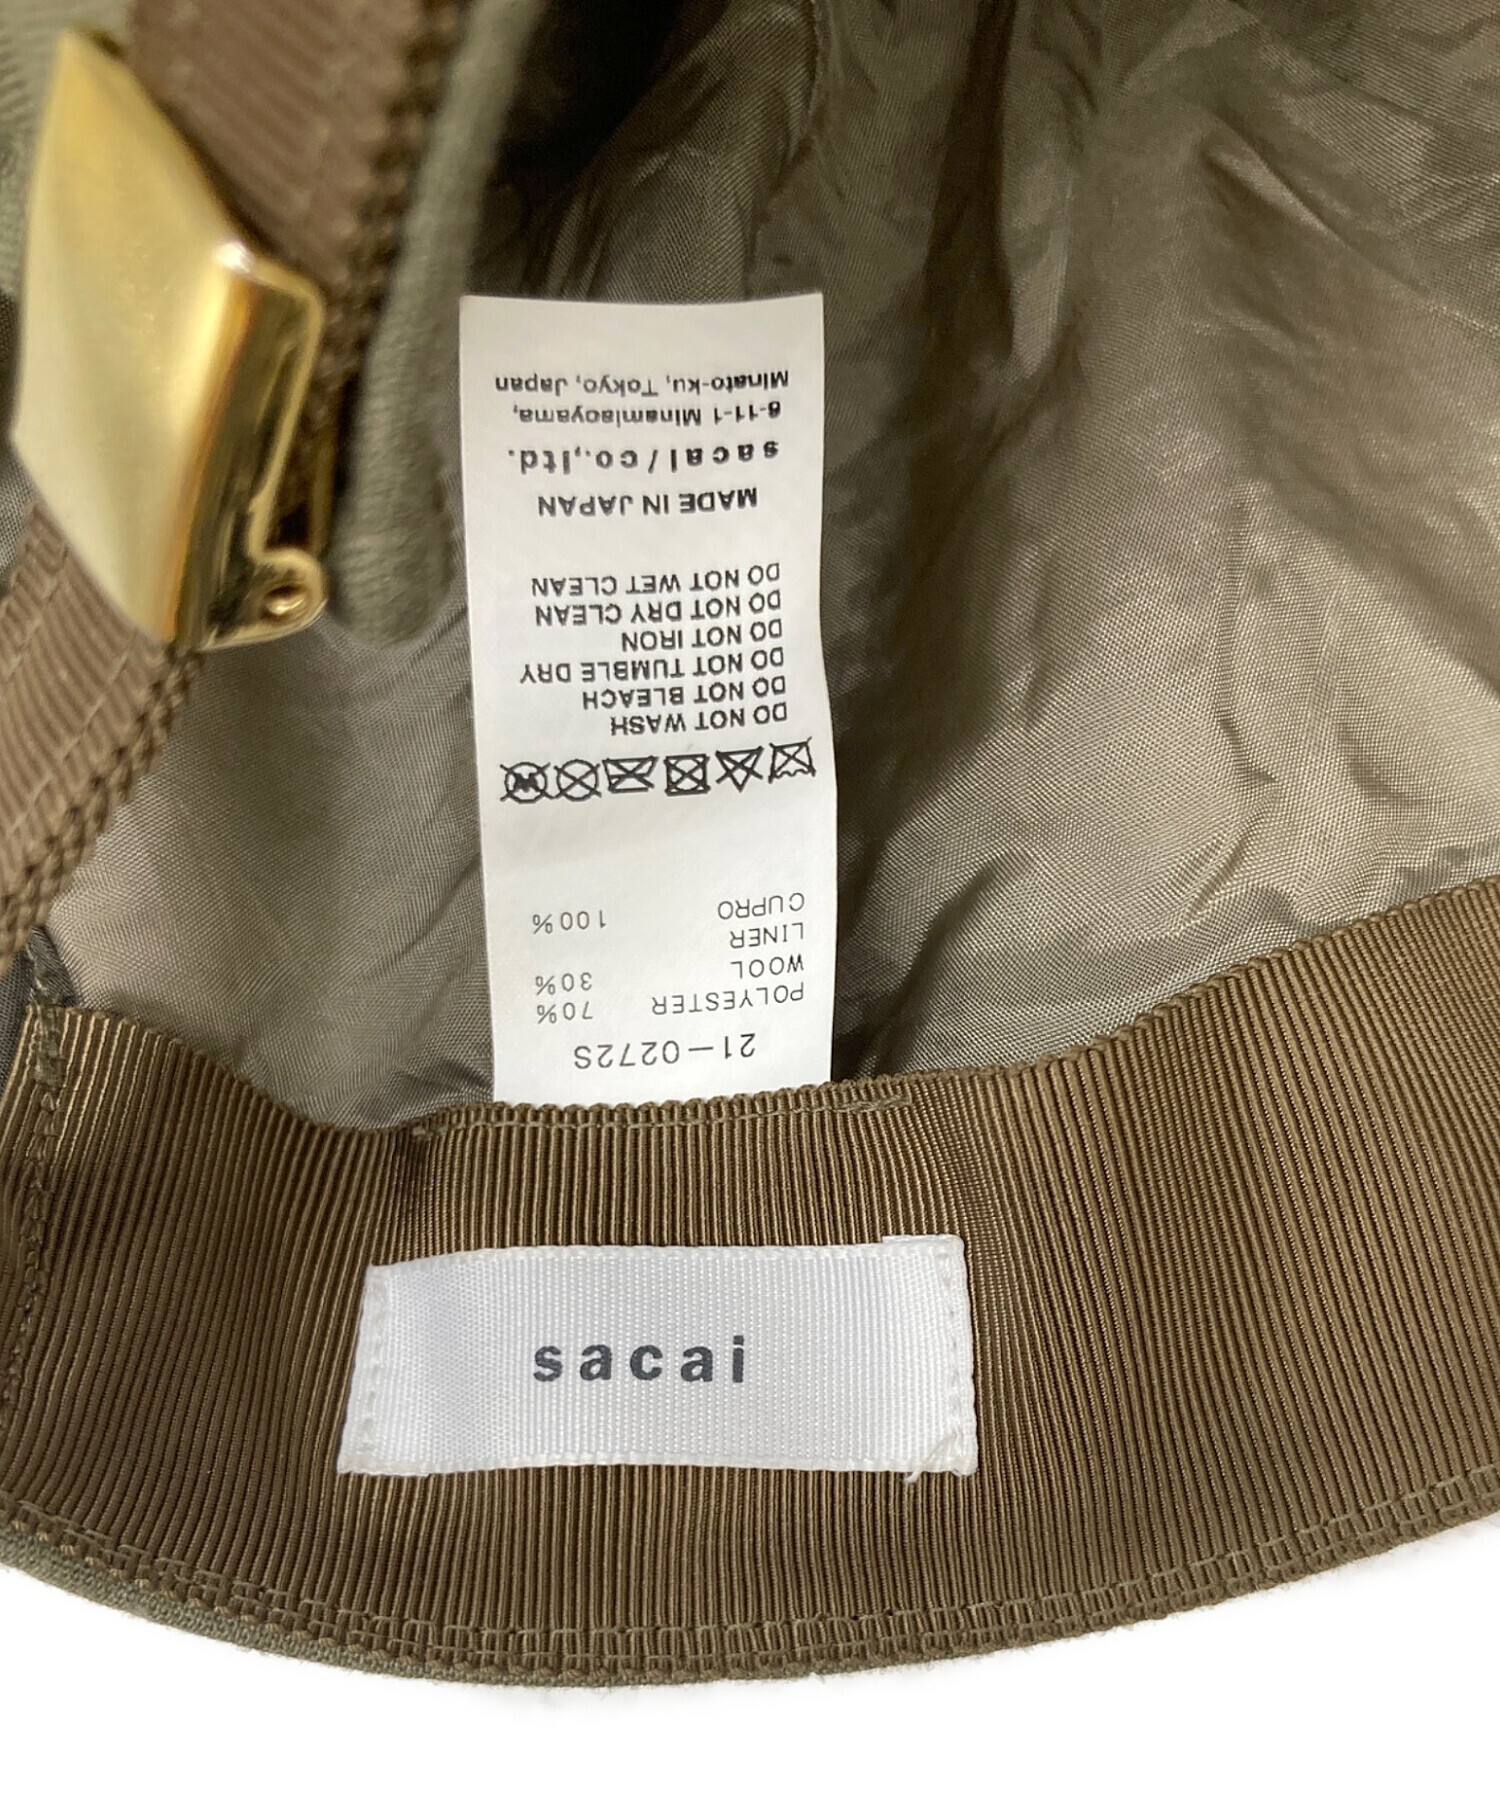 21-0272S
POLYESTER 70%
WOOL 30%
LINER
CUPRO 100%
DO NOT WASH
DO NOT BLEACH
DO NOT TUMBLE DRY
DO NOT IRON
DO NOT DRY CLEAN
DO NOT WET CLEAN
MADE IN JAPAN
sacai/co.,ltd.
6-11-1 Minamiaoyama,
Minato-ku, Tokyo, Japan
sacai